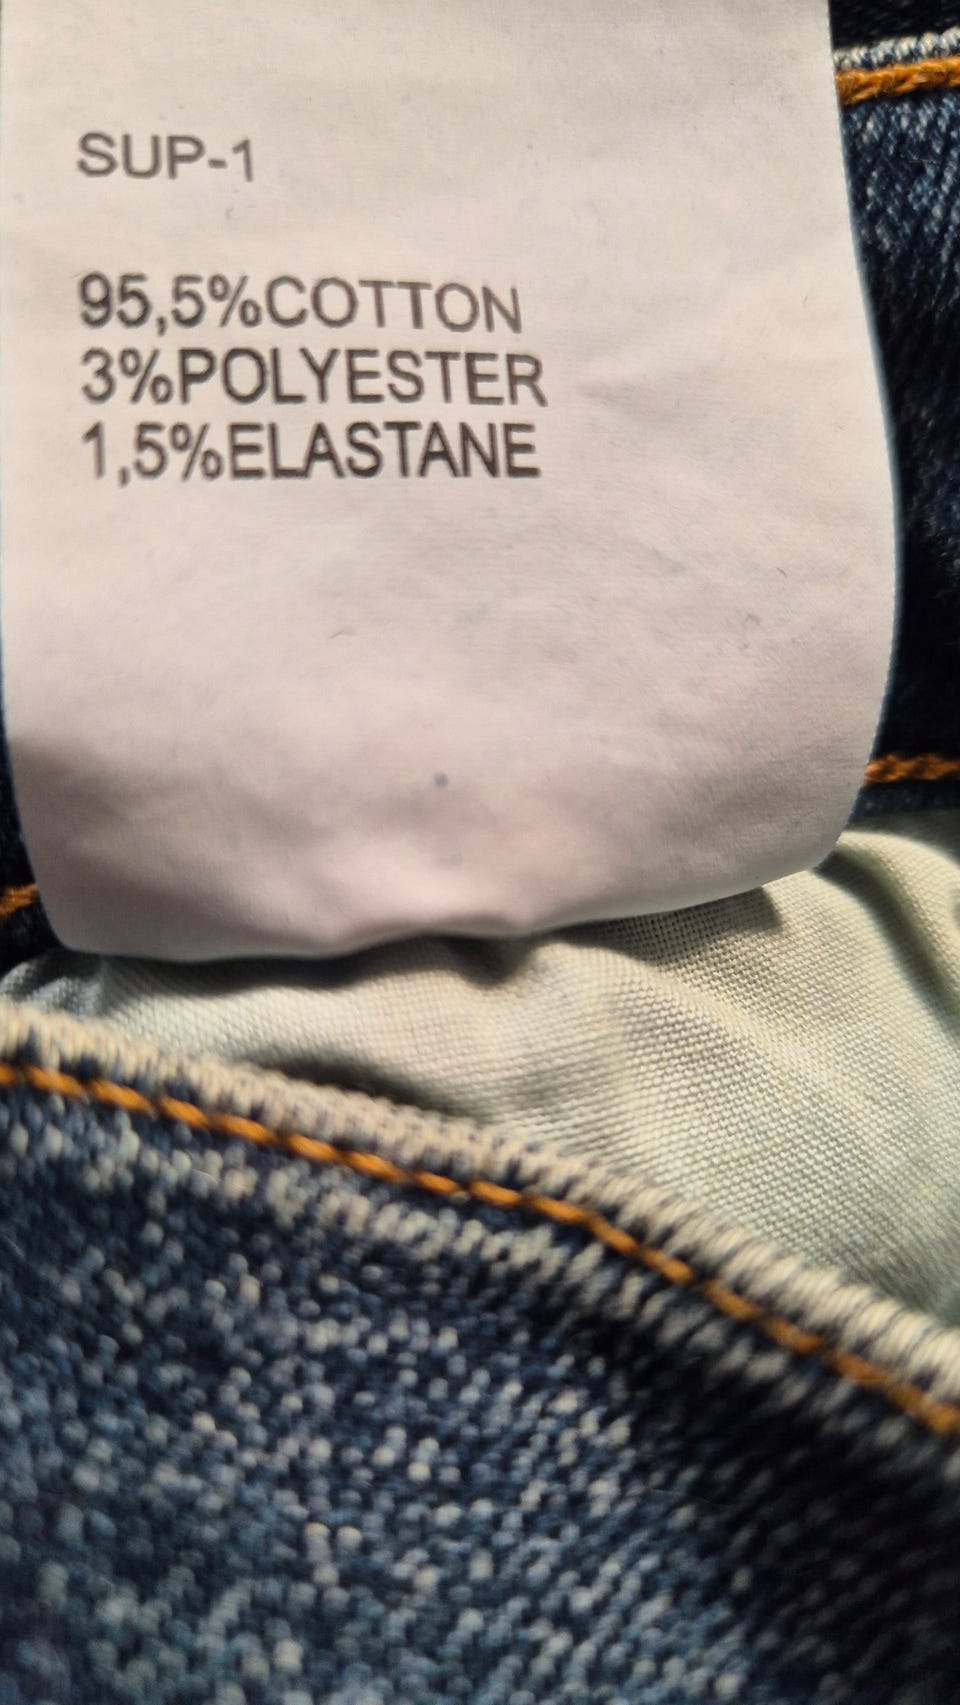 SUP-1
95,5%COTTON
3%POLYESTER
1,5%ELASTANE